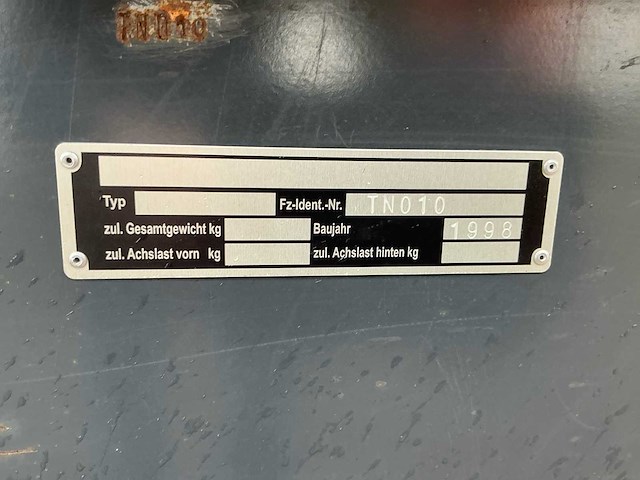 TN010
Typ Fz-Ident.-Nr. TN010
zul. Gesamtgewicht kg Baujahr 1998
zul. Achslast vorn kg zul. Achslast hinten kg